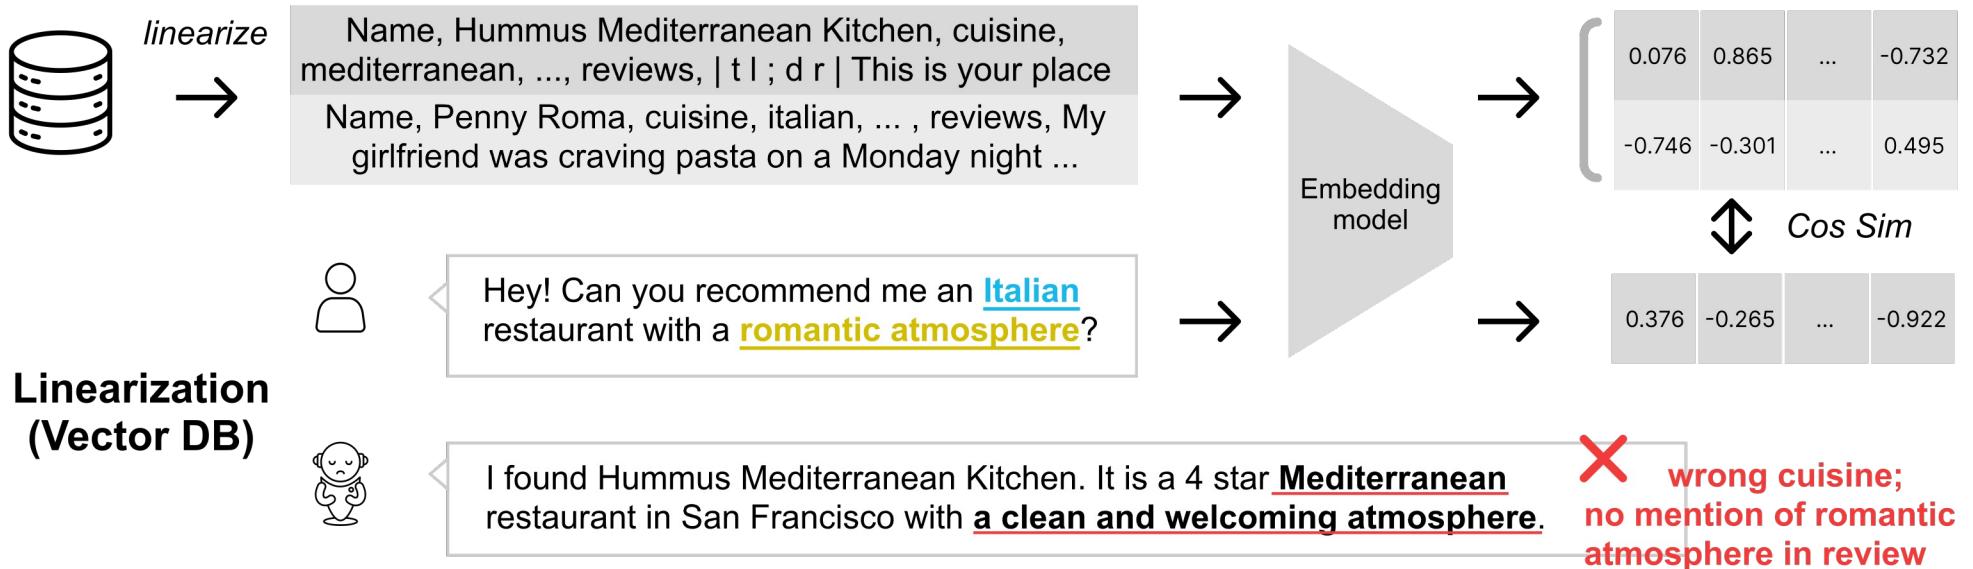 linearize
Name, Hummus Mediterranean Kitchen, cuisine,
mediterranean, ..., reviews, | t l ; d r | This is your place
Name, Penny Roma, cuisine, italian, ... , reviews, My
girlfriend was craving pasta on a Monday night ...
Embedding
model
0.076 0.865 ... -0.732
-0.746 -0.301 ... 0.495
Cos Sim
Hey! Can you recommend me an Italian
restaurant with a romantic atmosphere?
0.376 -0.265 ... -0.922
Linearization
(Vector DB)
I found Hummus Mediterranean Kitchen. It is a 4 star Mediterranean
restaurant in San Francisco with a clean and welcoming atmosphere.
wrong cuisine;
no mention of romantic
atmosphere in review